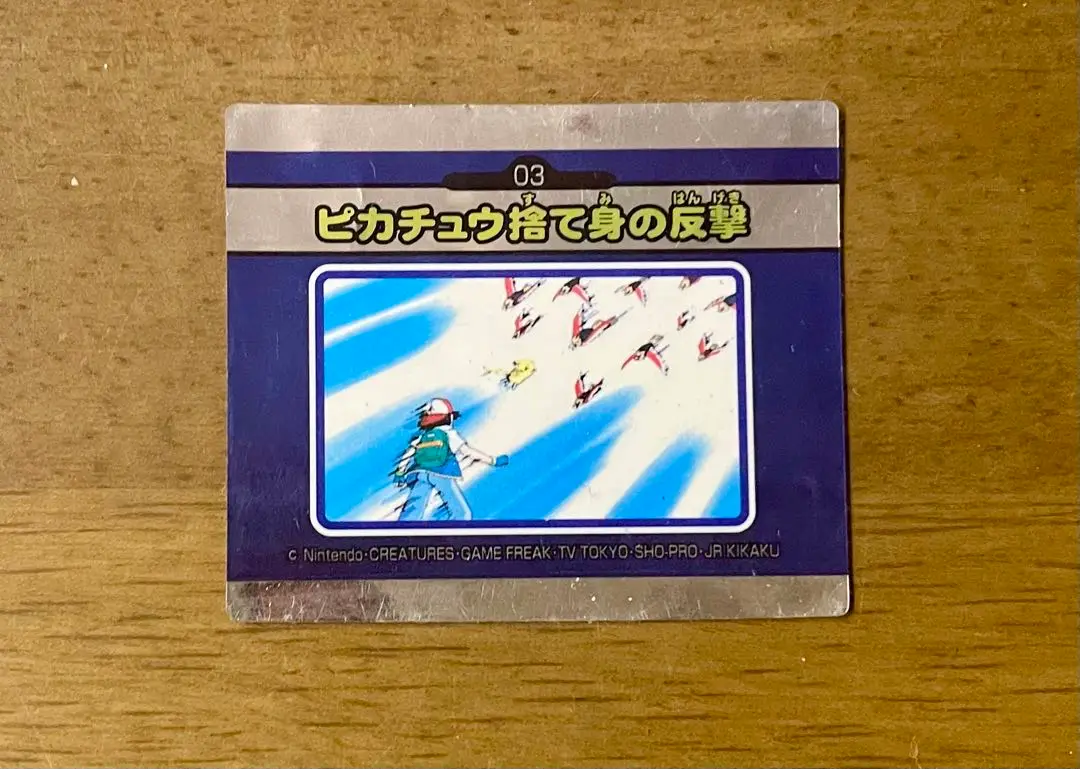 03
ピカチュウ捨て身の反撃
す み はん げき
c Nintendo·CREATURES·GAME FREAK·TV TOKYO·SHO-PRO·JR KIKAKU